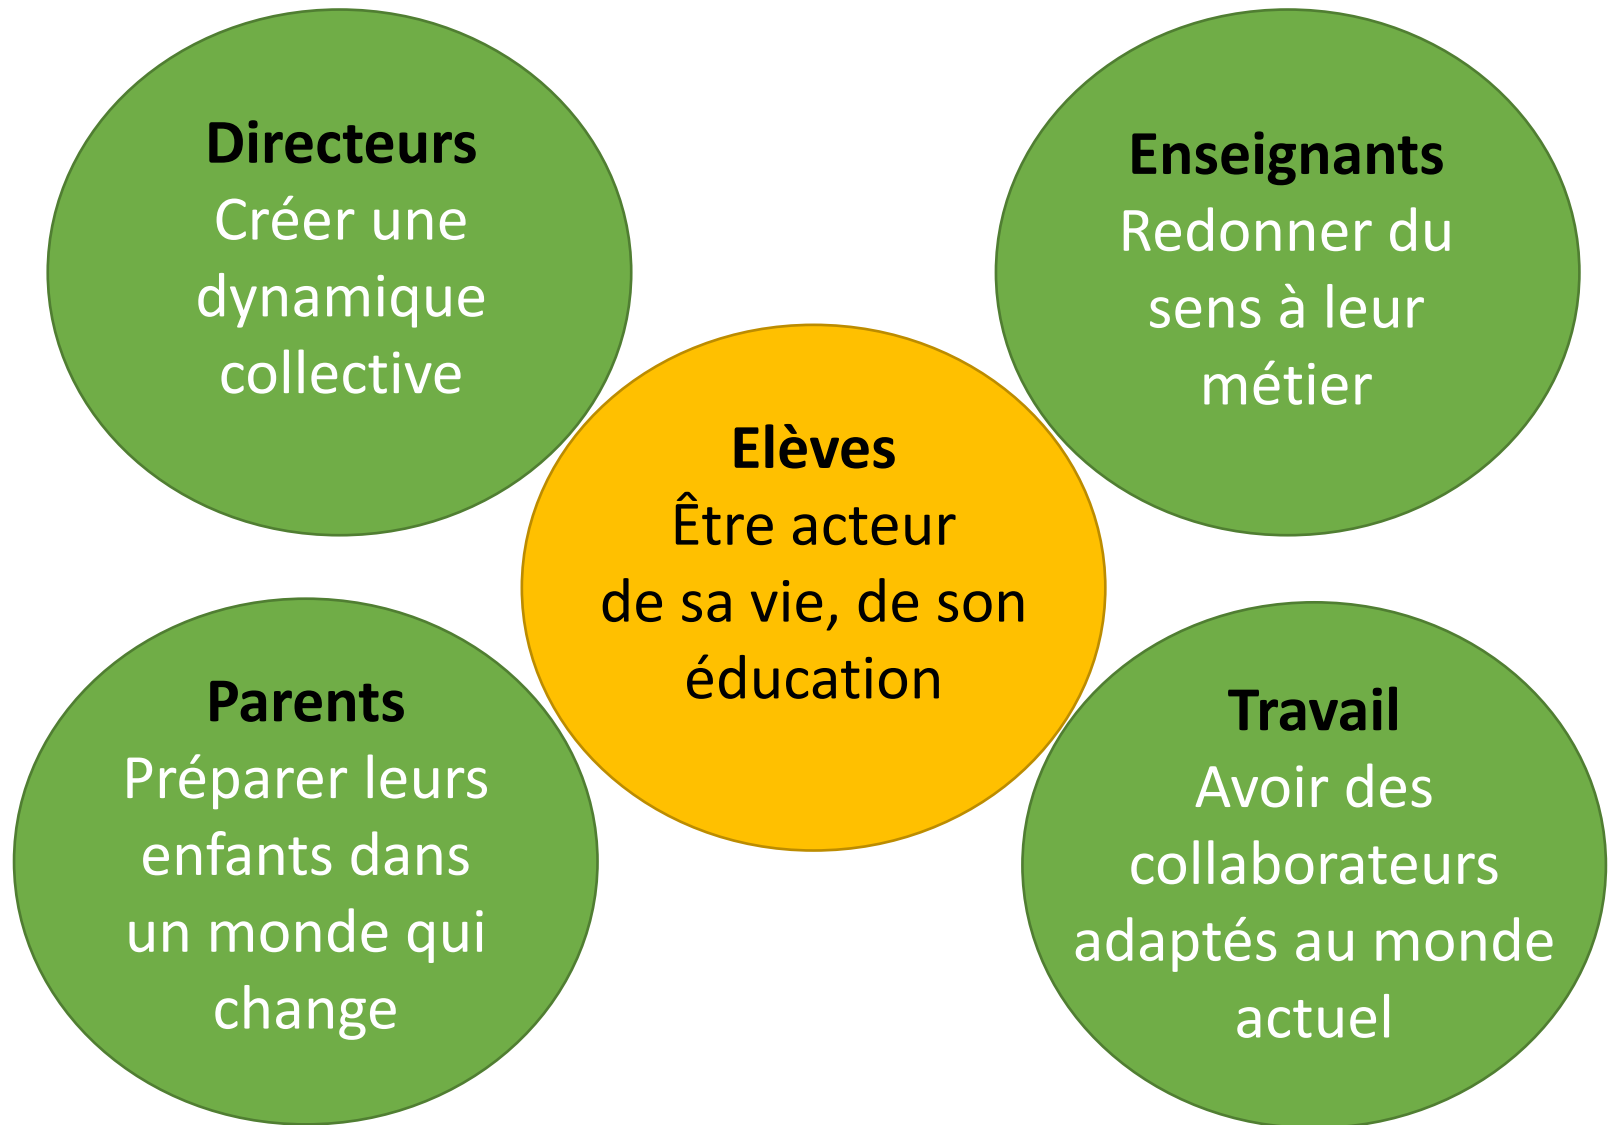 Directeurs
Créer une
dynamique
collective
Enseignants
Redonner du
sens à leur
métier
Elèves
Être acteur
de sa vie, de son
éducation
Parents
Préparer leurs
enfants dans
un monde qui
change
Travail
Avoir des
collaborateurs
adaptés au monde
actuel